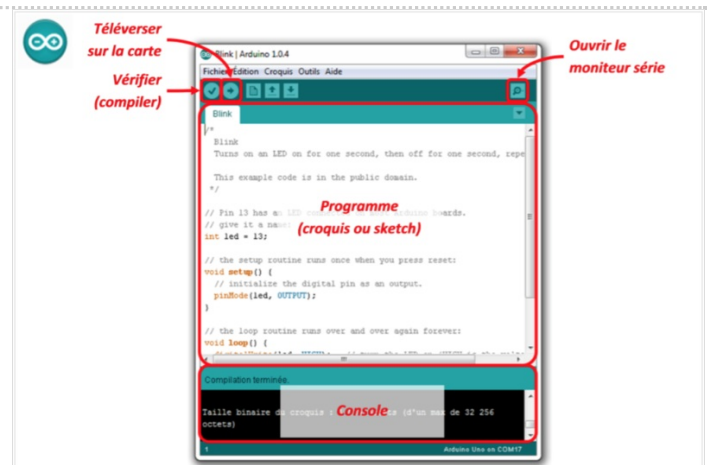 Téléverser
sur la carte
Vérifier
(compiler)
Ouvrir le
moniteur série
Blink | Arduino 1.0.4
Fichier Édition Croquis Outils Aide
Blink
/*
Blink
Turns on an LED on for one second, then off for one second, repe
This example code is in the public domain.
*/
// Pin 13 has an LED boards.
// give it a name
Programme
(croquis ou sketch)
int led = 13;
// the setup routine runs once when you press reset:
void setup() {
// initialize the digital pin as an output.
pinMode(led, OUTPUT);
}
// the loop routine runs over and over again forever:
void loop() {
Compilation terminée.
Taille binaire du croquis : (d'un max de 32 256
octets)
Console
1
Arduino Uno on COM17